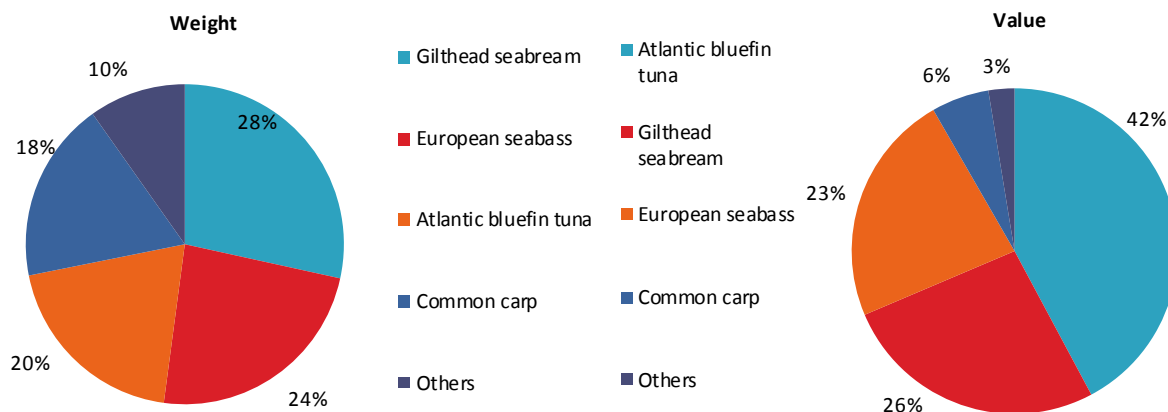 Weight
10%
28%
18%
20%
24%
Gilthead seabream
European seabass
Atlantic bluefin tuna
Common carp
Others
Atlantic bluefin
tuna
Gilthead
seabream
European seabass
Common carp
Others
Value
3%
6%
42%
23%
26%